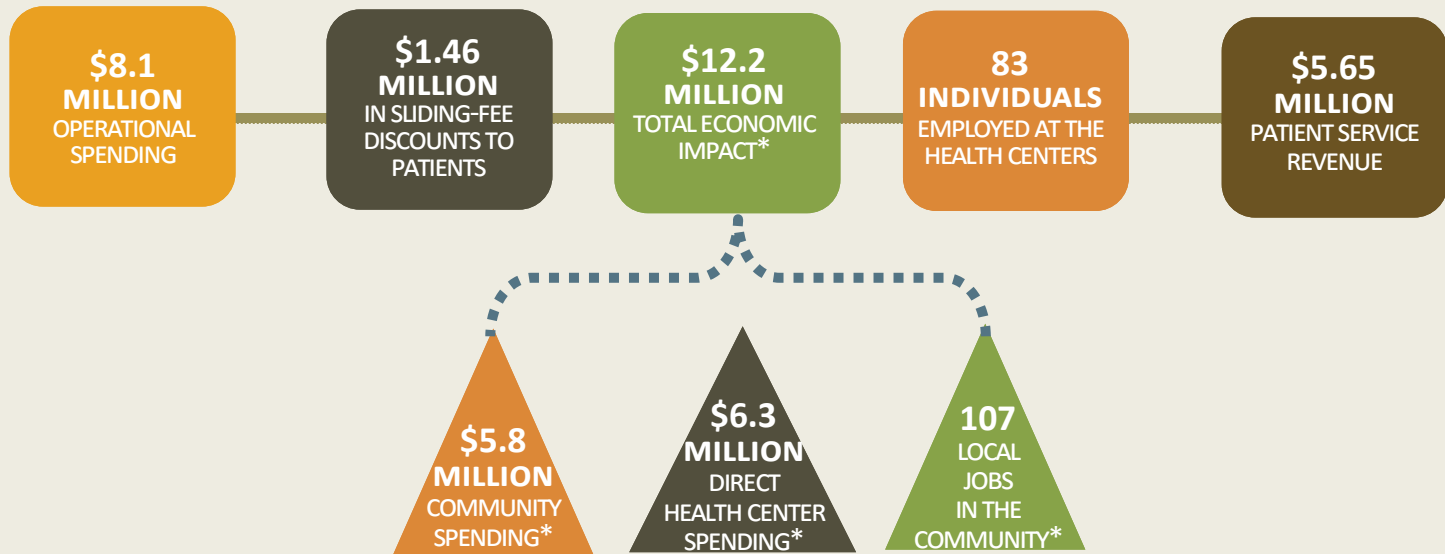 $8.1
MILLION
OPERATIONAL
SPENDING
$1.46
MILLION
IN SLIDING-FEE
DISCOUNTS TO
PATIENTS
$12.2
MILLION
TOTAL ECONOMIC
IMPACT*
83
INDIVIDUALS
EMPLOYED AT THE
HEALTH CENTERS
$5.65
MILLION
PATIENT SERVICE
REVENUE
$5.8
MILLION
COMMUNITY
SPENDING*
$6.3
MILLION
DIRECT
HEALTH CENTER
SPENDING*
107
LOCAL
JOBS
IN THE
COMMUNITY*